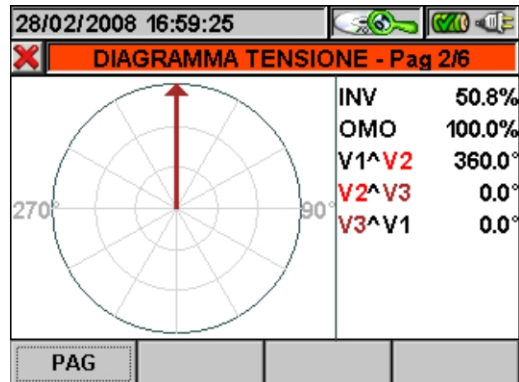 28/02/2008 16:59:25
DIAGRAMMA TENSIONE - Pag 2/6
INV 50.8%
OMO 100.0%
V1^V2 360.0°
V2^V3 0.0°
V3^V1 0.0°
270° 90°
PAG